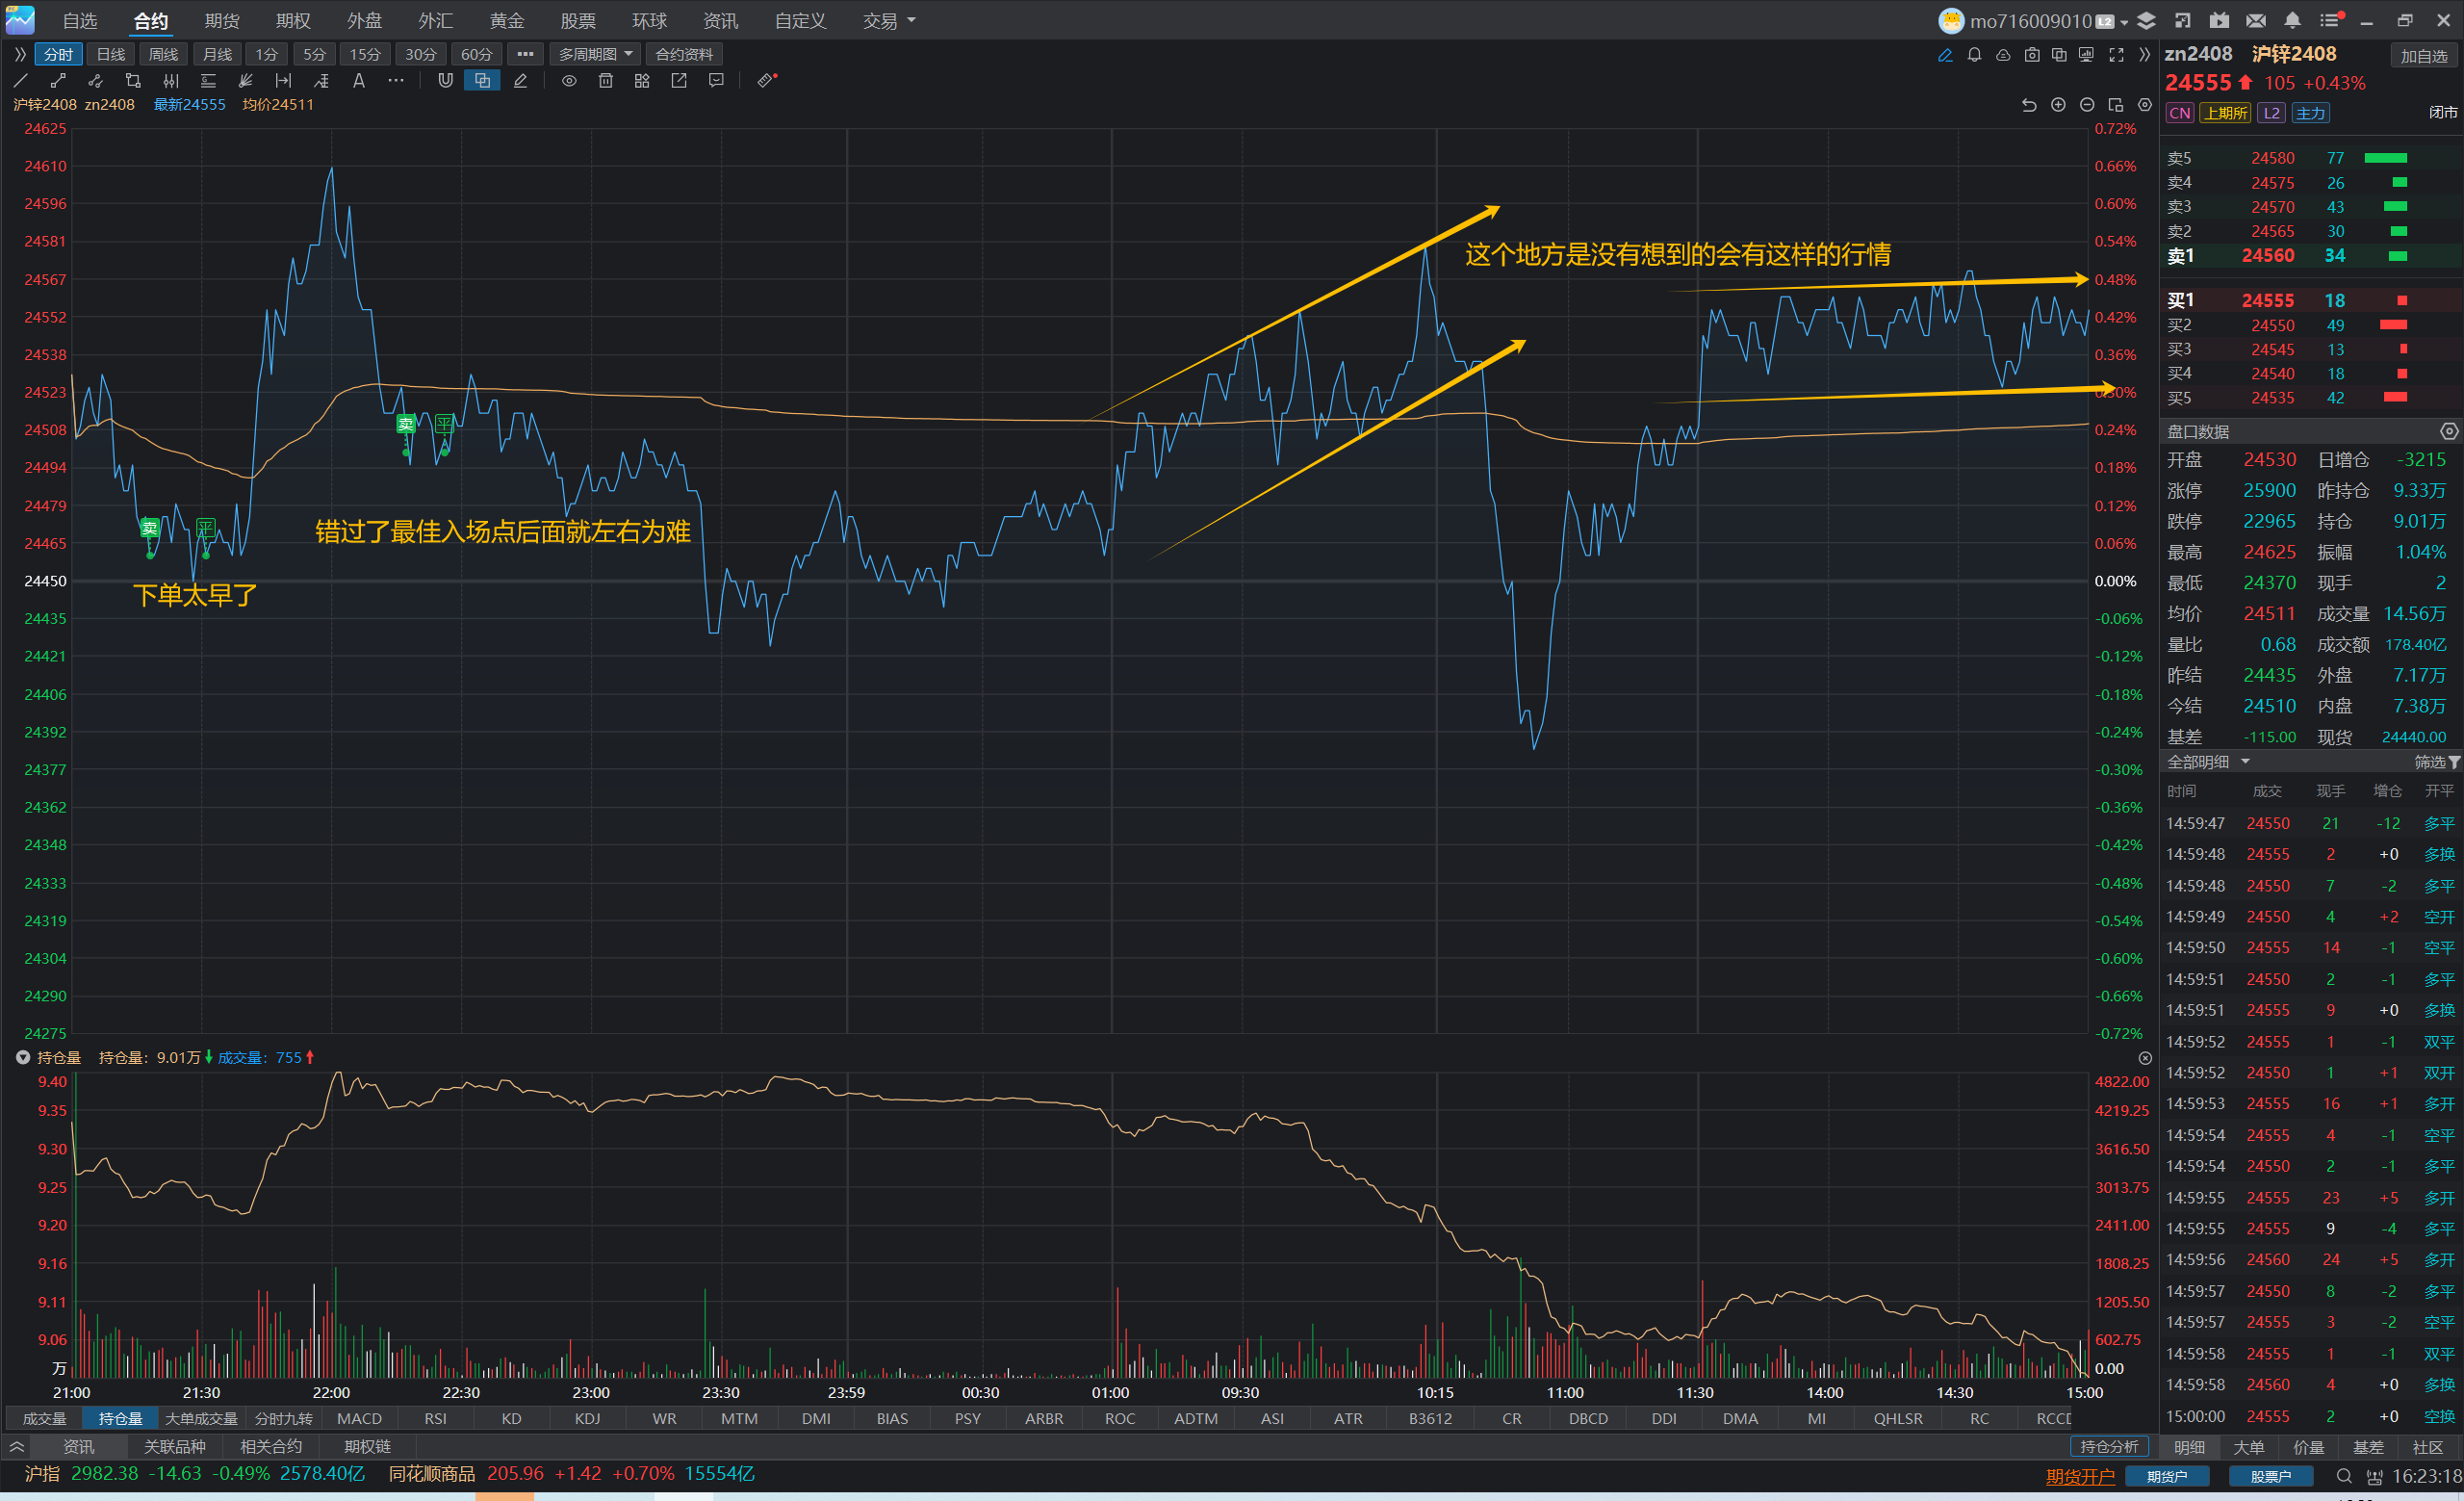 自选 合约 期货 期权 外盘 外汇 黄金 股票 环球 资讯 自定义 交易 mo716009010 L2
分时 日线 周线 月线 1分 5分 15分 30分 60分 ••• 多周期图 合约资料
沪锌2408 zn2408 最新24555 均价24511
24625 0.72%
24610 0.66%
24596 0.60%
24581 0.54%
这个地方是没有想到的会有这样的行情
24567 0.48%
24552 0.42%
24538 0.36%
24523 0.30%
卖 平
24508 0.24%
24494 0.18%
24479 0.12%
卖 平
错过了最佳入场点后面就左右为难
24465 0.06%
24450 0.00%
下单太早了
24435 -0.06%
24421 -0.12%
24406 -0.18%
24392 -0.24%
24377 -0.30%
24362 -0.36%
24348 -0.42%
24333 -0.48%
24319 -0.54%
24304 -0.60%
24290 -0.66%
24275 -0.72%
持仓量 持仓量: 9.01万 成交量: 755
9.40 4822.00
9.35 4219.25
9.30 3616.50
9.25 3013.75
9.20 2411.00
9.16 1808.25
9.11 1205.50
9.06 602.75
万 0.00
21:00 21:30 22:00 22:30 23:00 23:30 23:59 00:30 01:00 09:30 10:15 11:00 11:30 14:00 14:30 15:00
成交量 持仓量 大单成交量 分时九转 MACD RSI KD KDJ WR MTM DMI BIAS PSY ARBR ROC ADTM ASI ATR B3612 CR DBCD DDI DMA MI QHLSR RC
资讯 关联品种 相关合约 期权链 持仓分析
zn2408 沪锌2408 加自选
24555 105 +0.43%
CN 上期所 L2 主力 闭市
卖5 24580 77
卖4 24575 26
卖3 24570 43
卖2 24565 30
卖1 24560 34
买1 24555 18
买2 24550 49
买3 24545 13
买4 24540 18
买5 24535 42
盘口数据
开盘 24530 日增仓 -3215
涨停 25900 昨持仓 9.33万
跌停 22965 持仓 9.01万
最高 24625 振幅 1.04%
最低 24370 现手 2
均价 24511 成交量 14.56万
量比 0.68 成交额 178.40亿
昨结 24435 外盘 7.17万
今结 24510 内盘 7.38万
基差 -115.00 现货 24440.00
全部明细 筛选
时间 成交 现手 增仓 开平
14:59:47 24550 21 -12 多平
14:59:48 24555 2 +0 多换
14:59:48 24550 7 -2 多平
14:59:49 24550 4 +2 空开
14:59:50 24555 14 -1 空平
14:59:51 24550 2 -1 多平
14:59:51 24555 9 +0 多换
14:59:52 24555 1 -1 双平
14:59:52 24550 1 +1 双开
14:59:53 24555 16 +1 多开
14:59:54 24555 4 -1 空平
14:59:54 24550 2 -1 多平
14:59:55 24555 23 +5 多开
14:59:55 24555 9 -4 多平
14:59:56 24560 24 +5 多开
14:59:57 24550 8 -2 多平
14:59:57 24555 3 -2 空平
14:59:58 24555 1 -1 双平
14:59:58 24560 4 +0 多换
15:00:00 24555 2 +0 空换
明细 大单 价量 基差 社区
沪指 2982.38 -14.63 -0.49% 2578.40亿 同花顺商品 205.96 +1.42 +0.70% 15554亿 期货开户 期货户 股票户 16:23:18